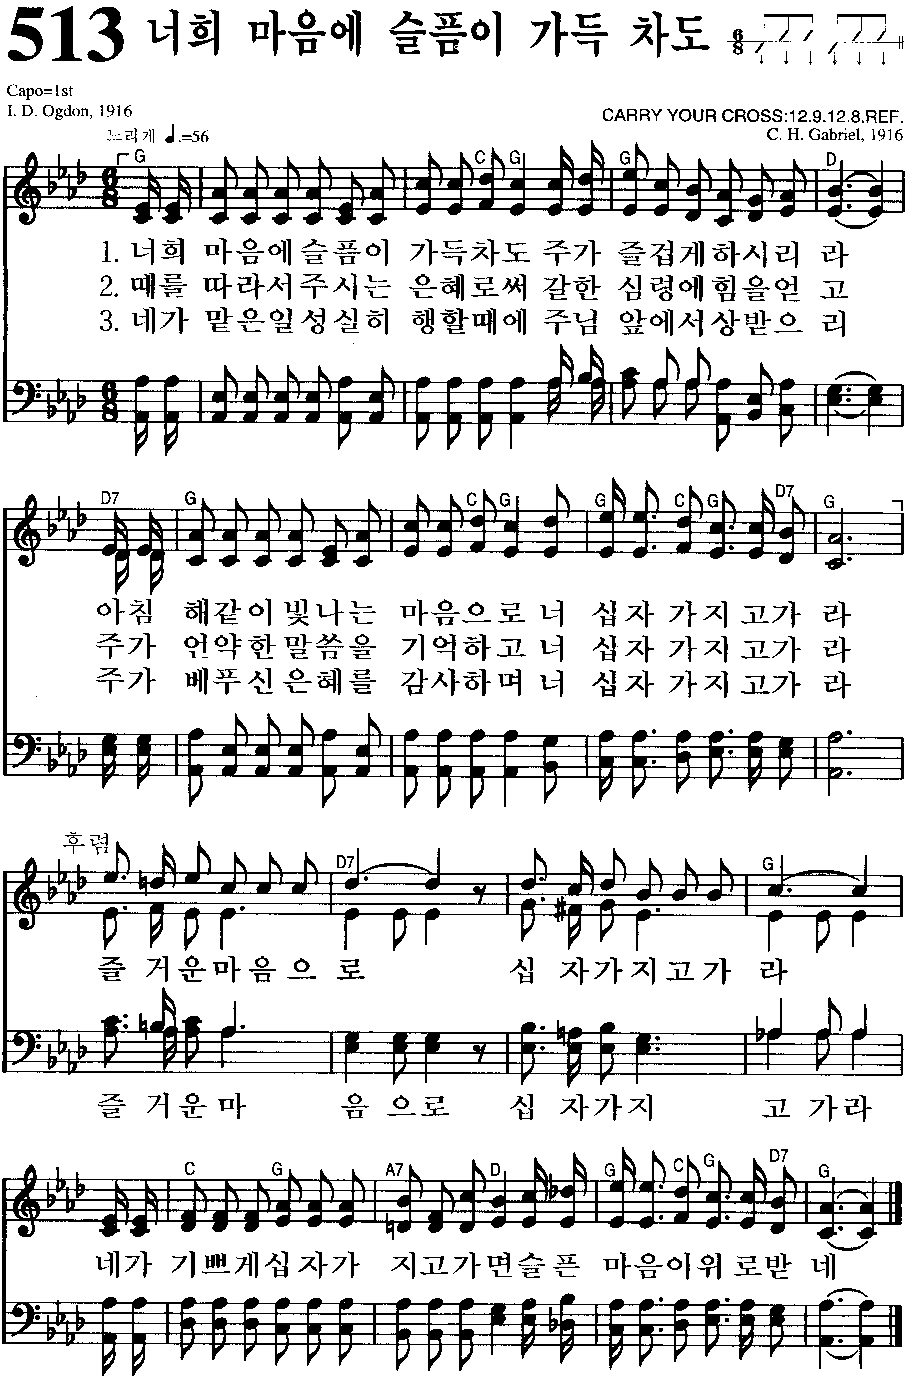 513 너희 마음에 슬픔이 가득 차도
6
8
Capo=1st
I. D. Ogdon, 1916
CARRY YOUR CROSS:12.9.12.8.REF.
느리게 ♩.=56
C. H. Gabriel, 1916
G C G G D
1. 너희 마음에슬픔이 가득차도 주가 즐겁게하시리 라
2. 때를 따라서주시는 은혜로써 갈한 심령에힘을얻 고
3. 네가 맡은일성실히 행할때에 주님 앞에서상받으 리
D7 G C G G C G D7 G
아침 해같이빛나는 마음으로너 십자 가지 고가 라
주가 언약한말씀을 기억하고너 십자 가지 고가 라
주가 베푸신은혜를 감사하며 너 십자 가지 고가 라
후렴
D7 G
즐 거운마음으 로 십 자가지고가 라
즐 거운마 음 으로 십 자가지 고 가라
C G A7 D G C G D7 G
네가 기쁘게십자가 지고가면슬픈 마음이위 로받 네